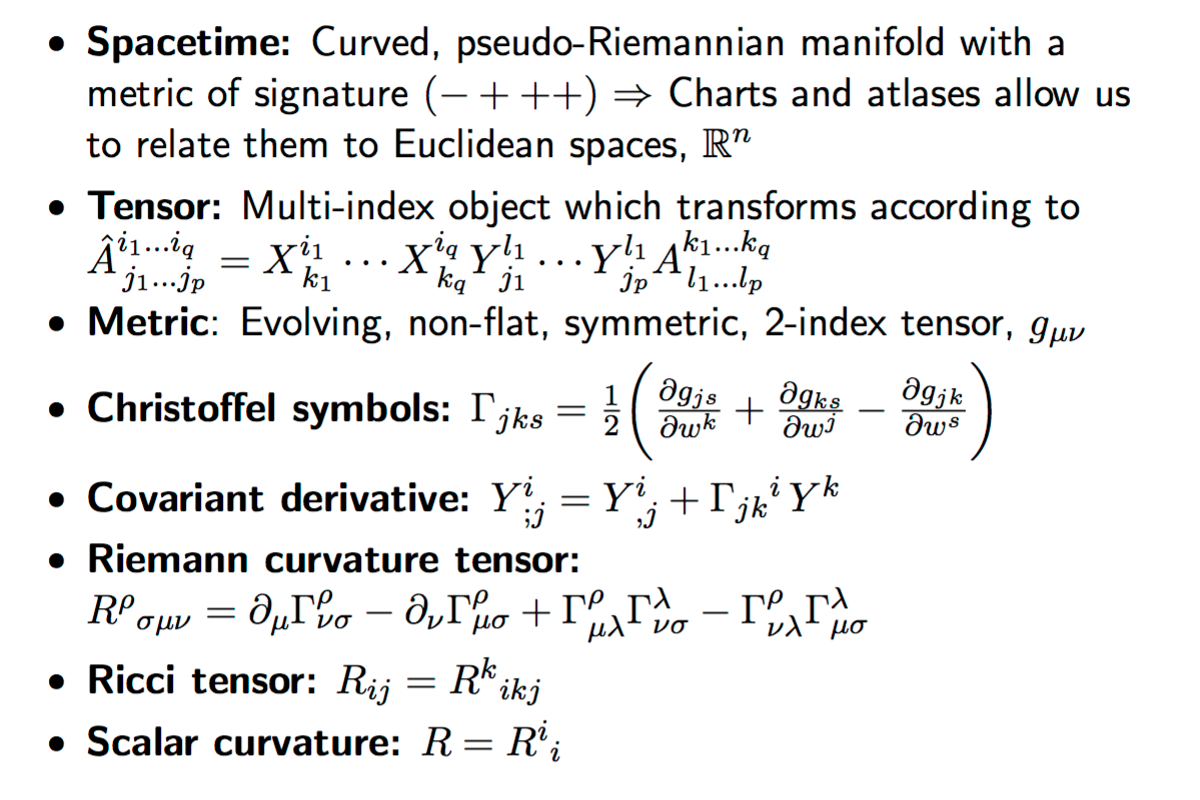 • Spacetime: Curved, pseudo-Riemannian manifold with a
metric of signature (− + ++) ⇒ Charts and atlases allow us
to relate them to Euclidean spaces, ℝⁿ
• Tensor: Multi-index object which transforms according to
$\hat{A}^{i_1 \ldots i_q}_{j_1 \ldots j_p} = X^{i_1}_{k_1} \cdots X^{i_q}_{k_q} Y^{l_1}_{j_1} \cdots Y^{l_1}_{j_p} A^{k_1 \ldots k_q}_{l_1 \ldots l_p}$
• Metric: Evolving, non-flat, symmetric, 2-index tensor, $g_{\mu\nu}$
• Christoffel symbols: $\Gamma_{jks} = \frac{1}{2} \left( \frac{\partial g_{js}}{\partial w^k} + \frac{\partial g_{ks}}{\partial w^j} - \frac{\partial g_{jk}}{\partial w^s} \right)$
• Covariant derivative: $Y^i_{;j} = Y^i_{,j} + \Gamma_{jk}{}^i Y^k$
• Riemann curvature tensor:
$R^\rho{}_{\sigma\mu\nu} = \partial_\mu \Gamma^\rho_{\nu\sigma} - \partial_\nu \Gamma^\rho_{\mu\sigma} + \Gamma^\rho_{\mu\lambda} \Gamma^\lambda_{\nu\sigma} - \Gamma^\rho_{\nu\lambda} \Gamma^\lambda_{\mu\sigma}$
• Ricci tensor: $R_{ij} = R^k{}_{ikj}$
• Scalar curvature: $R = R^i{}_i$